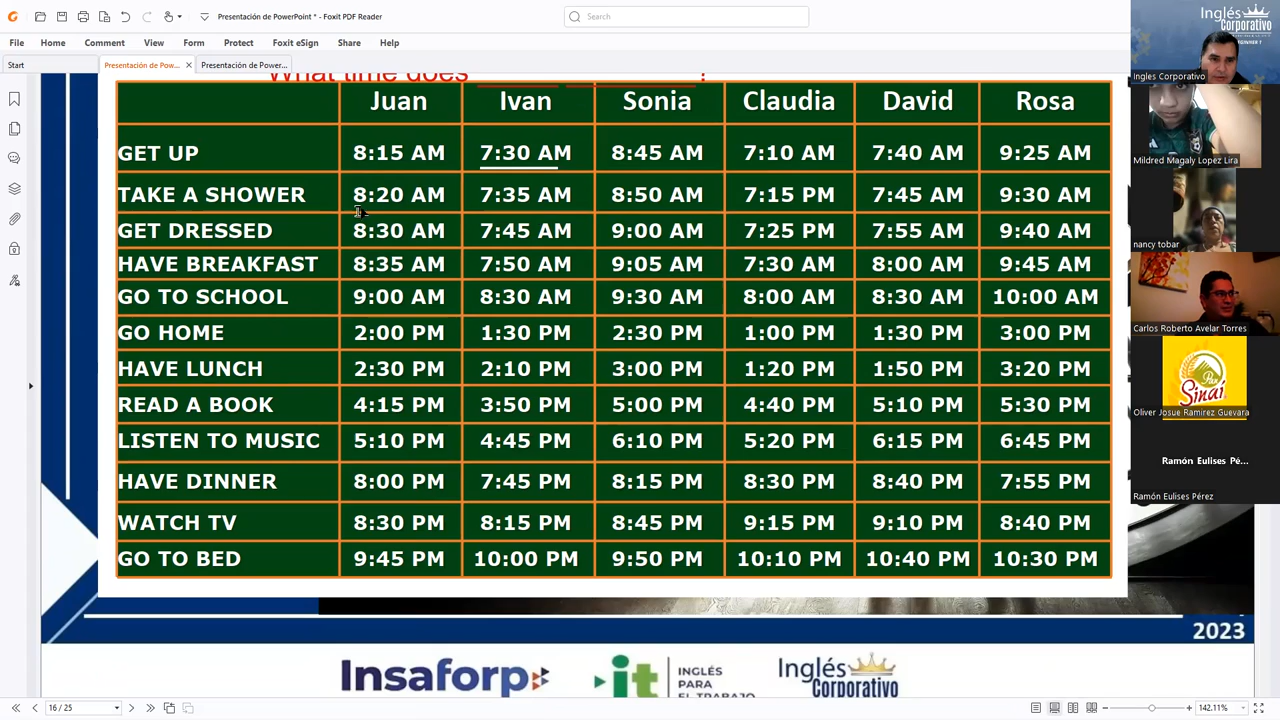 Presentación de PowerPoint * - Foxit PDF Reader
Search
File Home Comment View Form Protect Foxit eSign Share Help
Start
Presentación de Pow...
Presentación de Power...
What time does ?
Juan Ivan Sonia Claudia David Rosa
GET UP 8:15 AM 7:30 AM 8:45 AM 7:10 AM 7:40 AM 9:25 AM
TAKE A SHOWER 8:20 AM 7:35 AM 8:50 AM 7:15 PM 7:45 AM 9:30 AM
GET DRESSED 8:30 AM 7:45 AM 9:00 AM 7:25 PM 7:55 AM 9:40 AM
HAVE BREAKFAST 8:35 AM 7:50 AM 9:05 AM 7:30 AM 8:00 AM 9:45 AM
GO TO SCHOOL 9:00 AM 8:30 AM 9:30 AM 8:00 AM 8:30 AM 10:00 AM
GO HOME 2:00 PM 1:30 PM 2:30 PM 1:00 PM 1:30 PM 3:00 PM
HAVE LUNCH 2:30 PM 2:10 PM 3:00 PM 1:20 PM 1:50 PM 3:20 PM
READ A BOOK 4:15 PM 3:50 PM 5:00 PM 4:40 PM 5:10 PM 5:30 PM
LISTEN TO MUSIC 5:10 PM 4:45 PM 6:10 PM 5:20 PM 6:15 PM 6:45 PM
HAVE DINNER 8:00 PM 7:45 PM 8:15 PM 8:30 PM 8:40 PM 7:55 PM
WATCH TV 8:30 PM 8:15 PM 8:45 PM 9:15 PM 9:10 PM 8:40 PM
GO TO BED 9:45 PM 10:00 PM 9:50 PM 10:10 PM 10:40 PM 10:30 PM
2023
Insaforp
it
INGLÉS
PARA
EL TRABAJO
Inglés
Corporativo
16 / 25
142.11%
Inglés
Corporativo
Ingles Corporativo
Mildred Magaly Lopez Lira
nancy tobar
Carlos Roberto Avelar Torres
Pan
Sinaí
Oliver Josue Ramirez Guevara
Ramón Eulises Pé...
Ramón Eulises Pérez